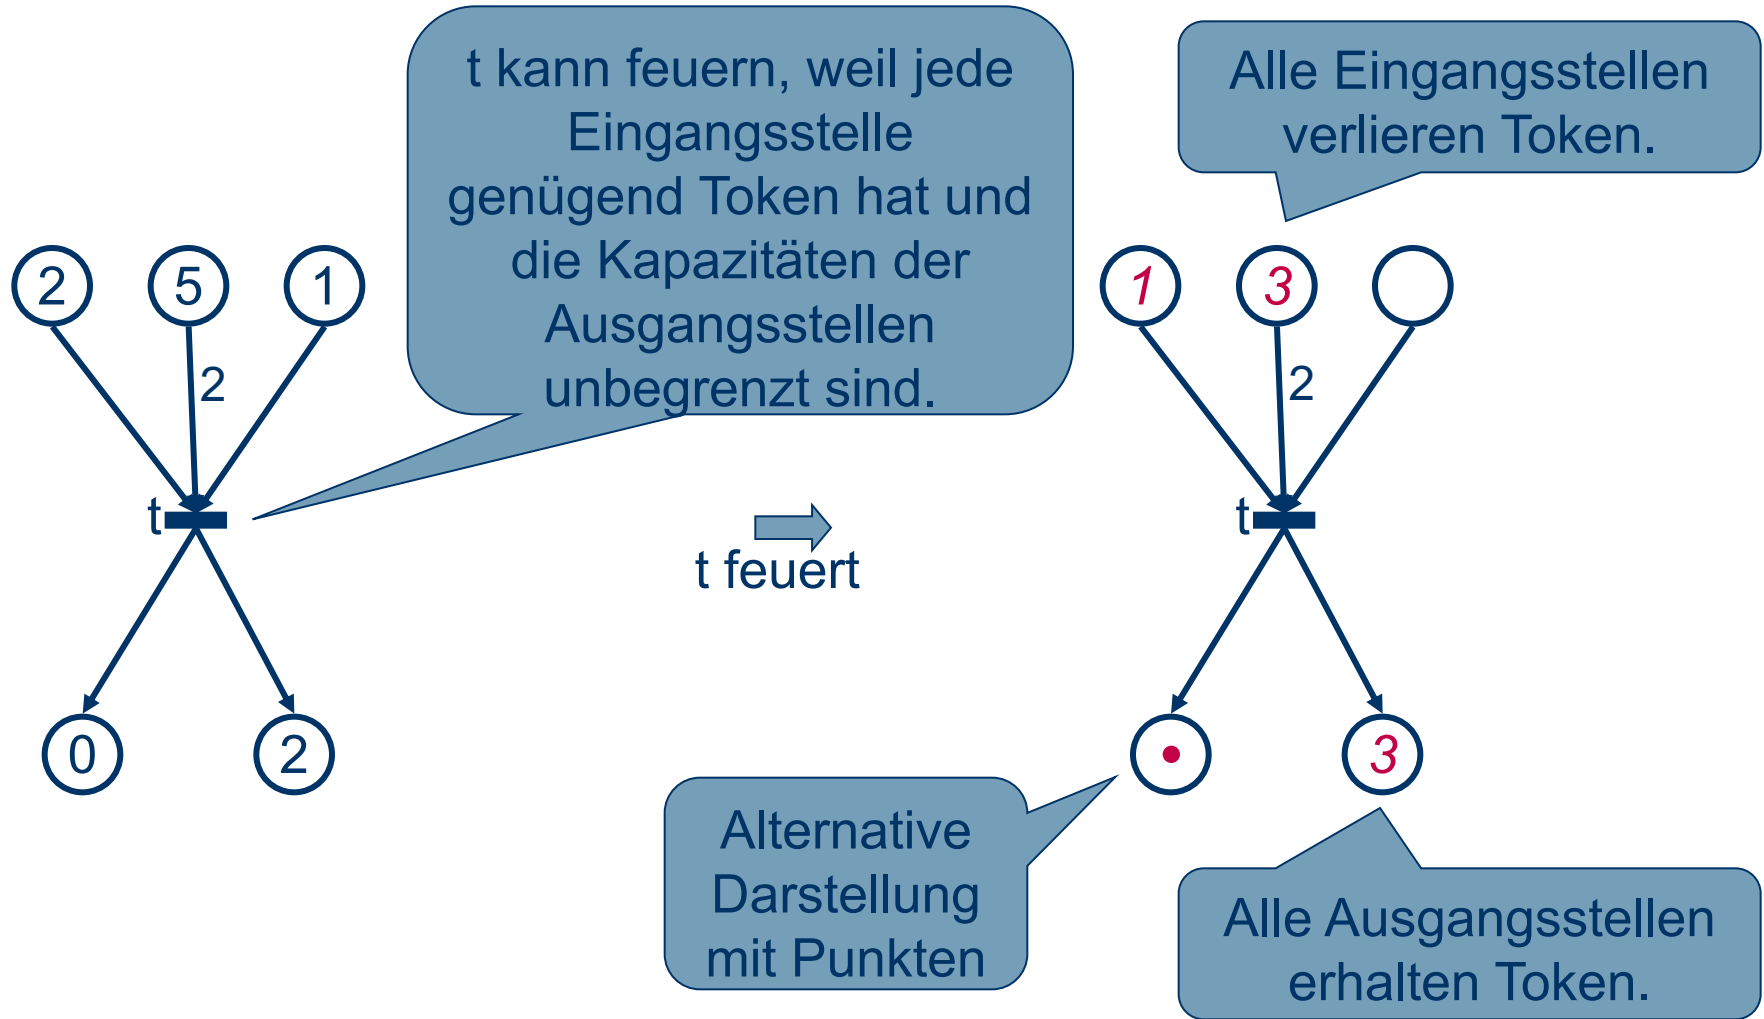 t kann feuern, weil jede
Eingangsstelle
genügend Token hat und
die Kapazitäten der
Ausgangsstellen
unbegrenzt sind.
Alle Eingangsstellen
verlieren Token.
2 5 1
2
t
0 2
t feuert
1 3
2
t
• 3
Alternative
Darstellung
mit Punkten
Alle Ausgangsstellen
erhalten Token.